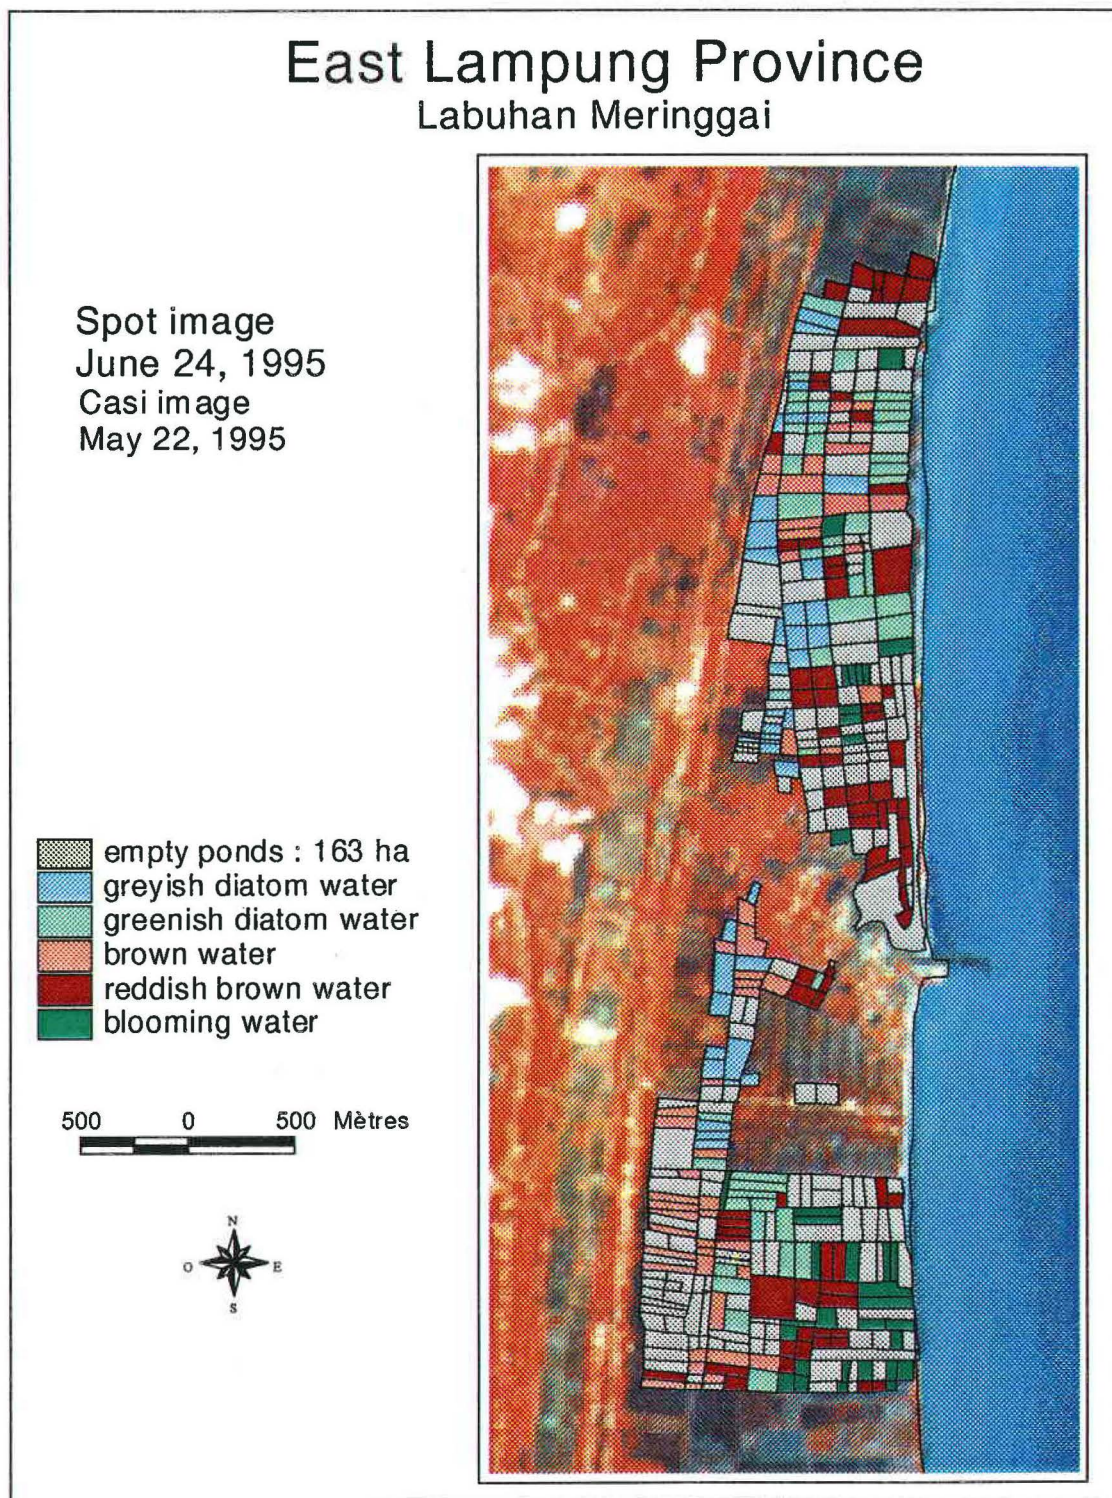 East Lampung Province
Labuhan Meringgai
Spot image
June 24, 1995
Casi image
May 22, 1995
empty ponds : 163 ha
greyish diatom water
greenish diatom water
brown water
reddish brown water
blooming water
500 0 500 Mètres
N
O E
S